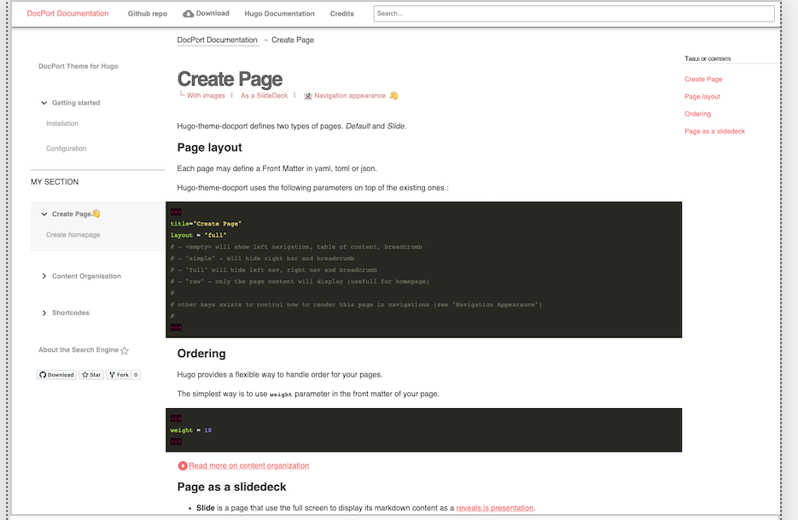 DocPort Documentation
Github repo
Download
Hugo Documentation
Credits
Search...
DocPort Documentation → Create Page
DocPort Theme for Hugo
Getting started
Installation
Configuration
MY SECTION
Create Page👋
Create homepage
Content Organisation
Shortcodes
About the Search Engine
Download
Star
Fork 0
Create Page
With images | As a SlideDeck | Navigation appearance 👋
Hugo-theme-docport defines two types of pages. Default and Slide.
Page layout
Each page may define a Front Matter in yaml, toml or json.
Hugo-theme-docport uses the following parameters on top of the existing ones :
+++
title="Create Page"
layout = "full"
# - <empty> will show left navigation, table of content, breadcrumb
# - "simple" - will hide right bar and breadcrumb
# - "full" will hide left nav, right nav and breadcrumb
# - "raw" - only the page content will display (usefull for homepage)
#
# other keys exists to control how to render this page in navigations (see "Navigation Appearance")
#
+++
Ordering
Hugo provides a flexible way to handle order for your pages.
The simplest way is to use weight parameter in the front matter of your page.
+++
weight = 10
+++
Read more on content organization
Page as a slidedeck
• Slide is a page that use the full screen to display its markdown content as a reveals.js presentation.
Table of contents
Create Page
Page layout
Ordering
Page as a slidedeck